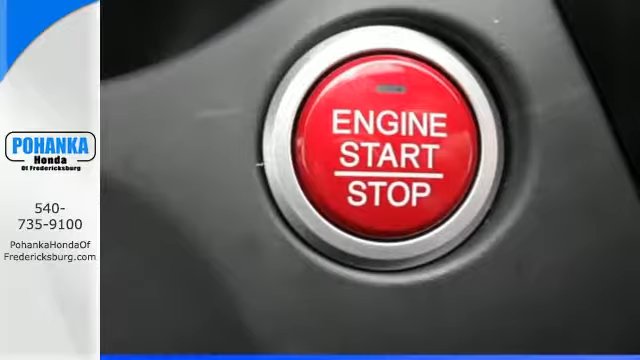 POHANKA
Honda
Of Fredericksburg
540-
735-9100
PohankaHondaOf
Fredericksburg.com
ENGINE
START
STOP